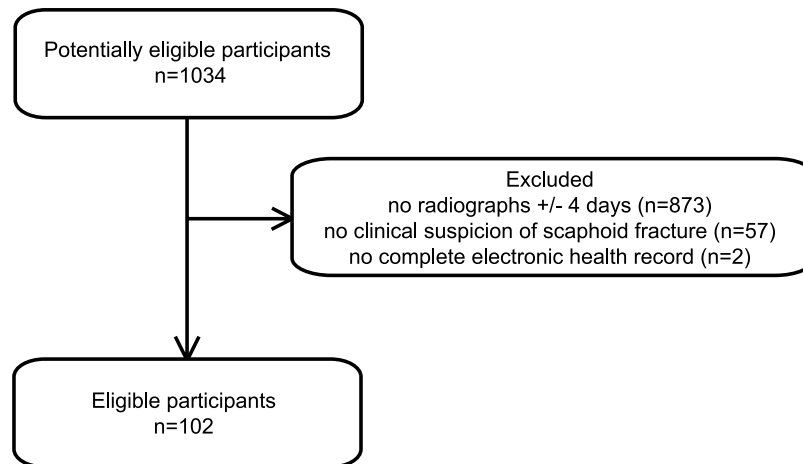 Potentially eligible participants
n=1034
Excluded
no radiographs +/- 4 days (n=873)
no clinical suspicion of scaphoid fracture (n=57)
no complete electronic health record (n=2)
Eligible participants
n=102